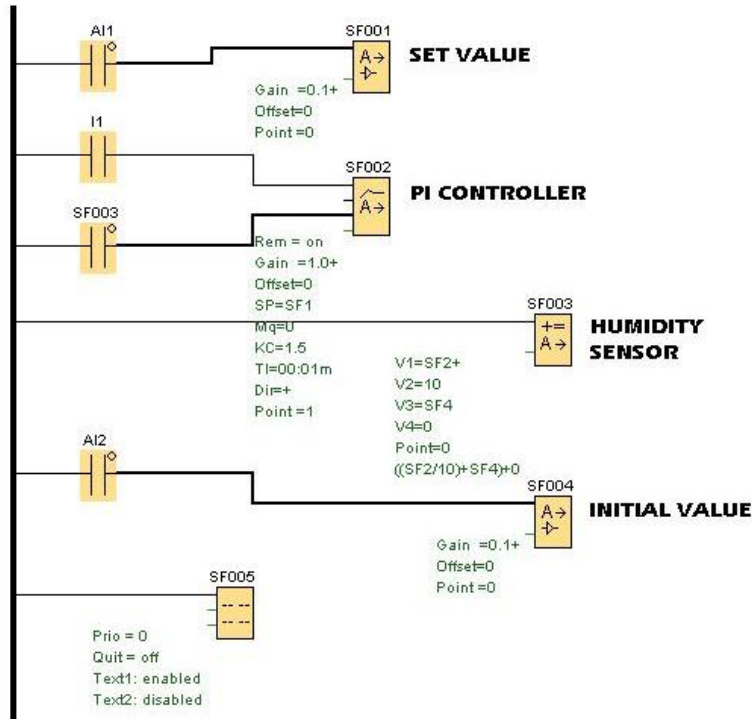 AI1
SF001
A→
SET VALUE
Gain =0.1+
Offset=0
Point=0
I1
SF002
A→
PI CONTROLLER
SF003
Rem = on
Gain =1.0+
Offset=0
SP=SF1
Mq=0
KC=1.5
TI=00:01m
Dir=+
Point=1
SF003
+=
A→
HUMIDITY
SENSOR
V1=SF2+
V2=10
V3=SF4
V4=0
Point=0
((SF2/10)+SF4)+0
AI2
SF004
A→
INITIAL VALUE
Gain =0.1+
Offset=0
Point=0
SF005
Prio = 0
Quit = off
Text1: enabled
Text2: disabled